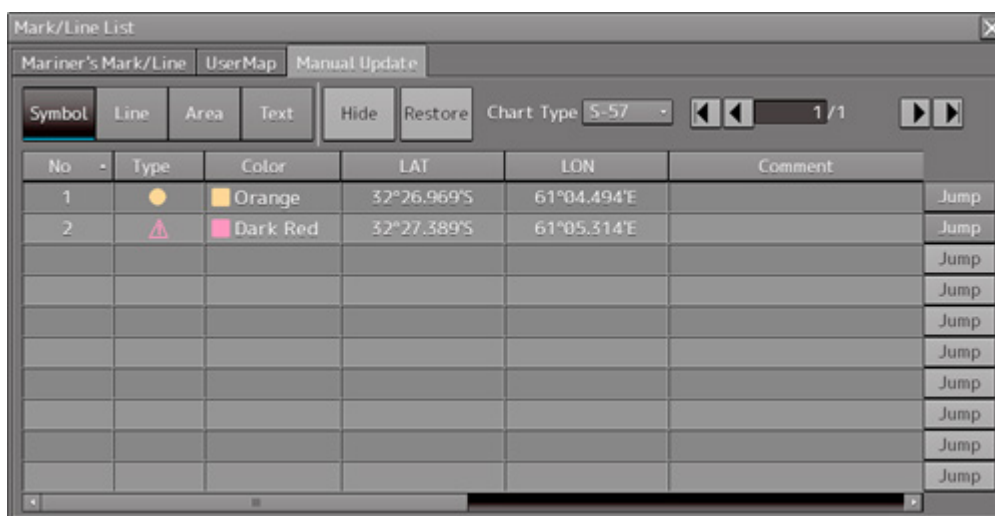 Mark/Line List
Mariner's Mark/Line UserMap Manual Update
Symbol Line Area Text Hide Restore Chart Type S-57 1/1
No Type Color LAT LON Comment
1 Orange 32°26.969'S 61°04.494'E Jump
2 Dark Red 32°27.389'S 61°05.314'E Jump
Jump
Jump
Jump
Jump
Jump
Jump
Jump
Jump